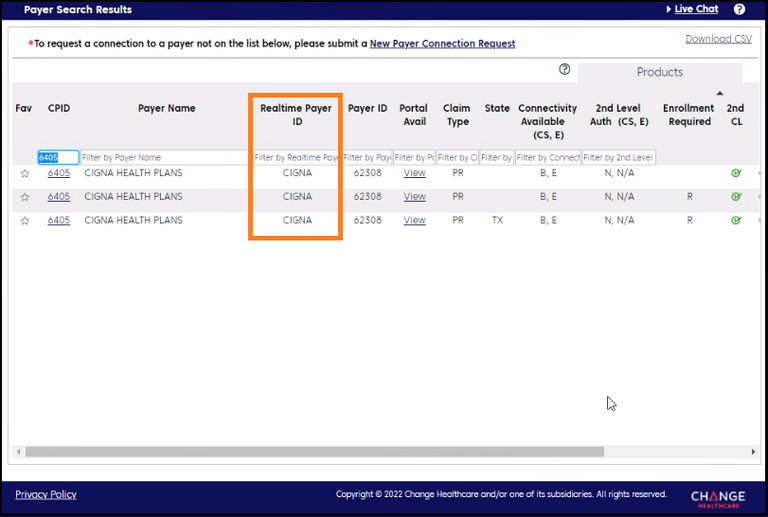 Payer Search Results
Live Chat
?
*To request a connection to a payer not on the list below, please submit a New Payer Connection Request
Download CSV
?
Products
Fav CPID Payer Name Realtime Payer ID Payer ID Portal Avail Claim Type State Connectivity Available (CS, E) 2nd Level Auth (CS, E) Enrollment Required 2nd CL
6405 Filter by Payer Name Filter by Realtime Paye Filter by Paye Filter by Po Filter by Cl Filter by Filter by Connect Filter by 2nd Level
6405 CIGNA HEALTH PLANS CIGNA 62308 View PR B, E N, N/A
6405 CIGNA HEALTH PLANS CIGNA 62308 View PR B, E N, N/A R
6405 CIGNA HEALTH PLANS CIGNA 62308 View PR TX B, E N, N/A R
Privacy Policy
Copyright © 2022 Change Healthcare and/or one of its subsidiaries. All rights reserved.
CHANGE
HEALTHCARE